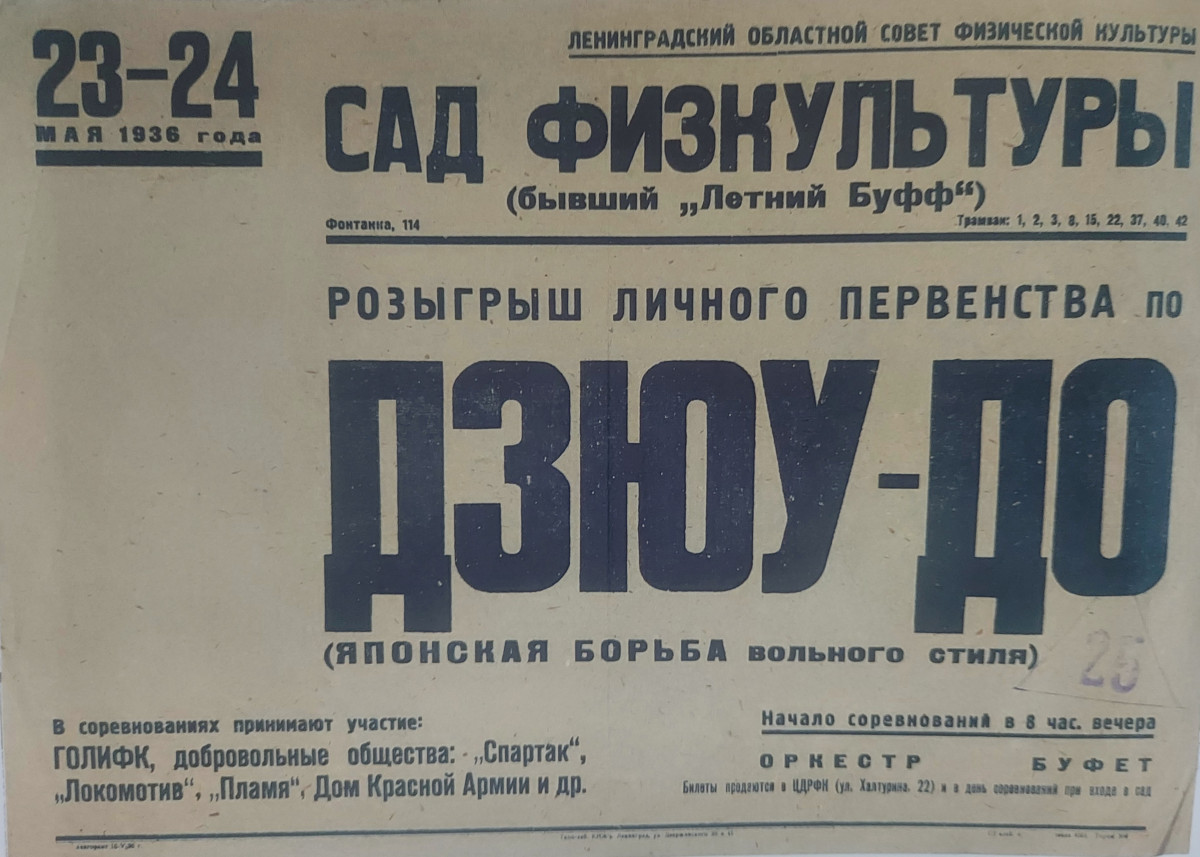 23–24
МАЯ 1936 года
ЛЕНИНГРАДСКИЙ ОБЛАСТНОЙ СОВЕТ ФИЗИЧЕСКОЙ КУЛЬТУРЫ
САД ФИЗКУЛЬТУРЫ
(бывший „Летний Буфф“)
Фонтанка, 114
Трамваи: 1, 2, 3, 8, 15, 22, 37, 40, 42
РОЗЫГРЫШ ЛИЧНОГО ПЕРВЕНСТВА ПО
ДЗЮУ-ДО
(ЯПОНСКАЯ БОРЬБА вольного стиля)
25
В соревнованиях принимают участие:
ГОЛИФК, добровольные общества: „Спартак“,
„Локомотив“, „Пламя“, Дом Красной Армии и др.
Начало соревнований в 8 час. вечера
ОРКЕСТР БУФЕТ
Билеты продаются в ЦДРФН (ул. Халтурина, 22) и в день соревнований при входе в сад